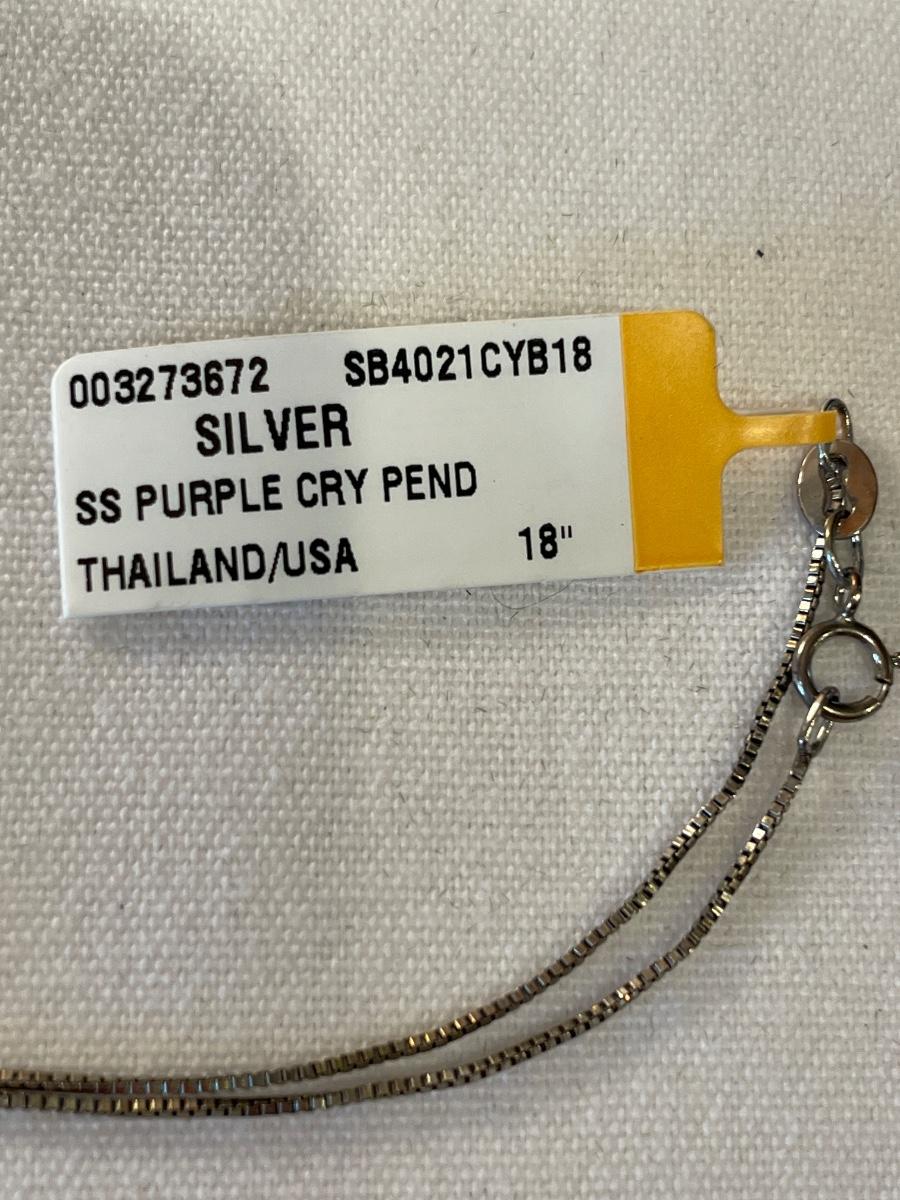 003273672 SB4021CYB18
SILVER
SS PURPLE CRY PEND
THAILAND/USA 18"